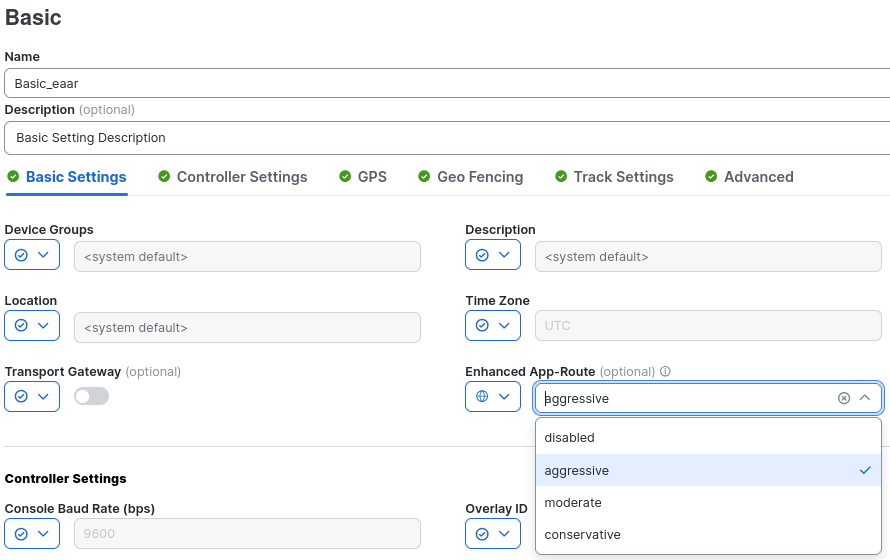 Basic
Name
Basic_eaar
Description (optional)
Basic Setting Description
Basic Settings Controller Settings GPS Geo Fencing Track Settings Advanced
Device Groups Description
<system default> <system default>
Location Time Zone
<system default> UTC
Transport Gateway (optional) Enhanced App-Route (optional)
aggressive
disabled
aggressive
moderate
conservative
Controller Settings
Console Baud Rate (bps) Overlay ID
9600